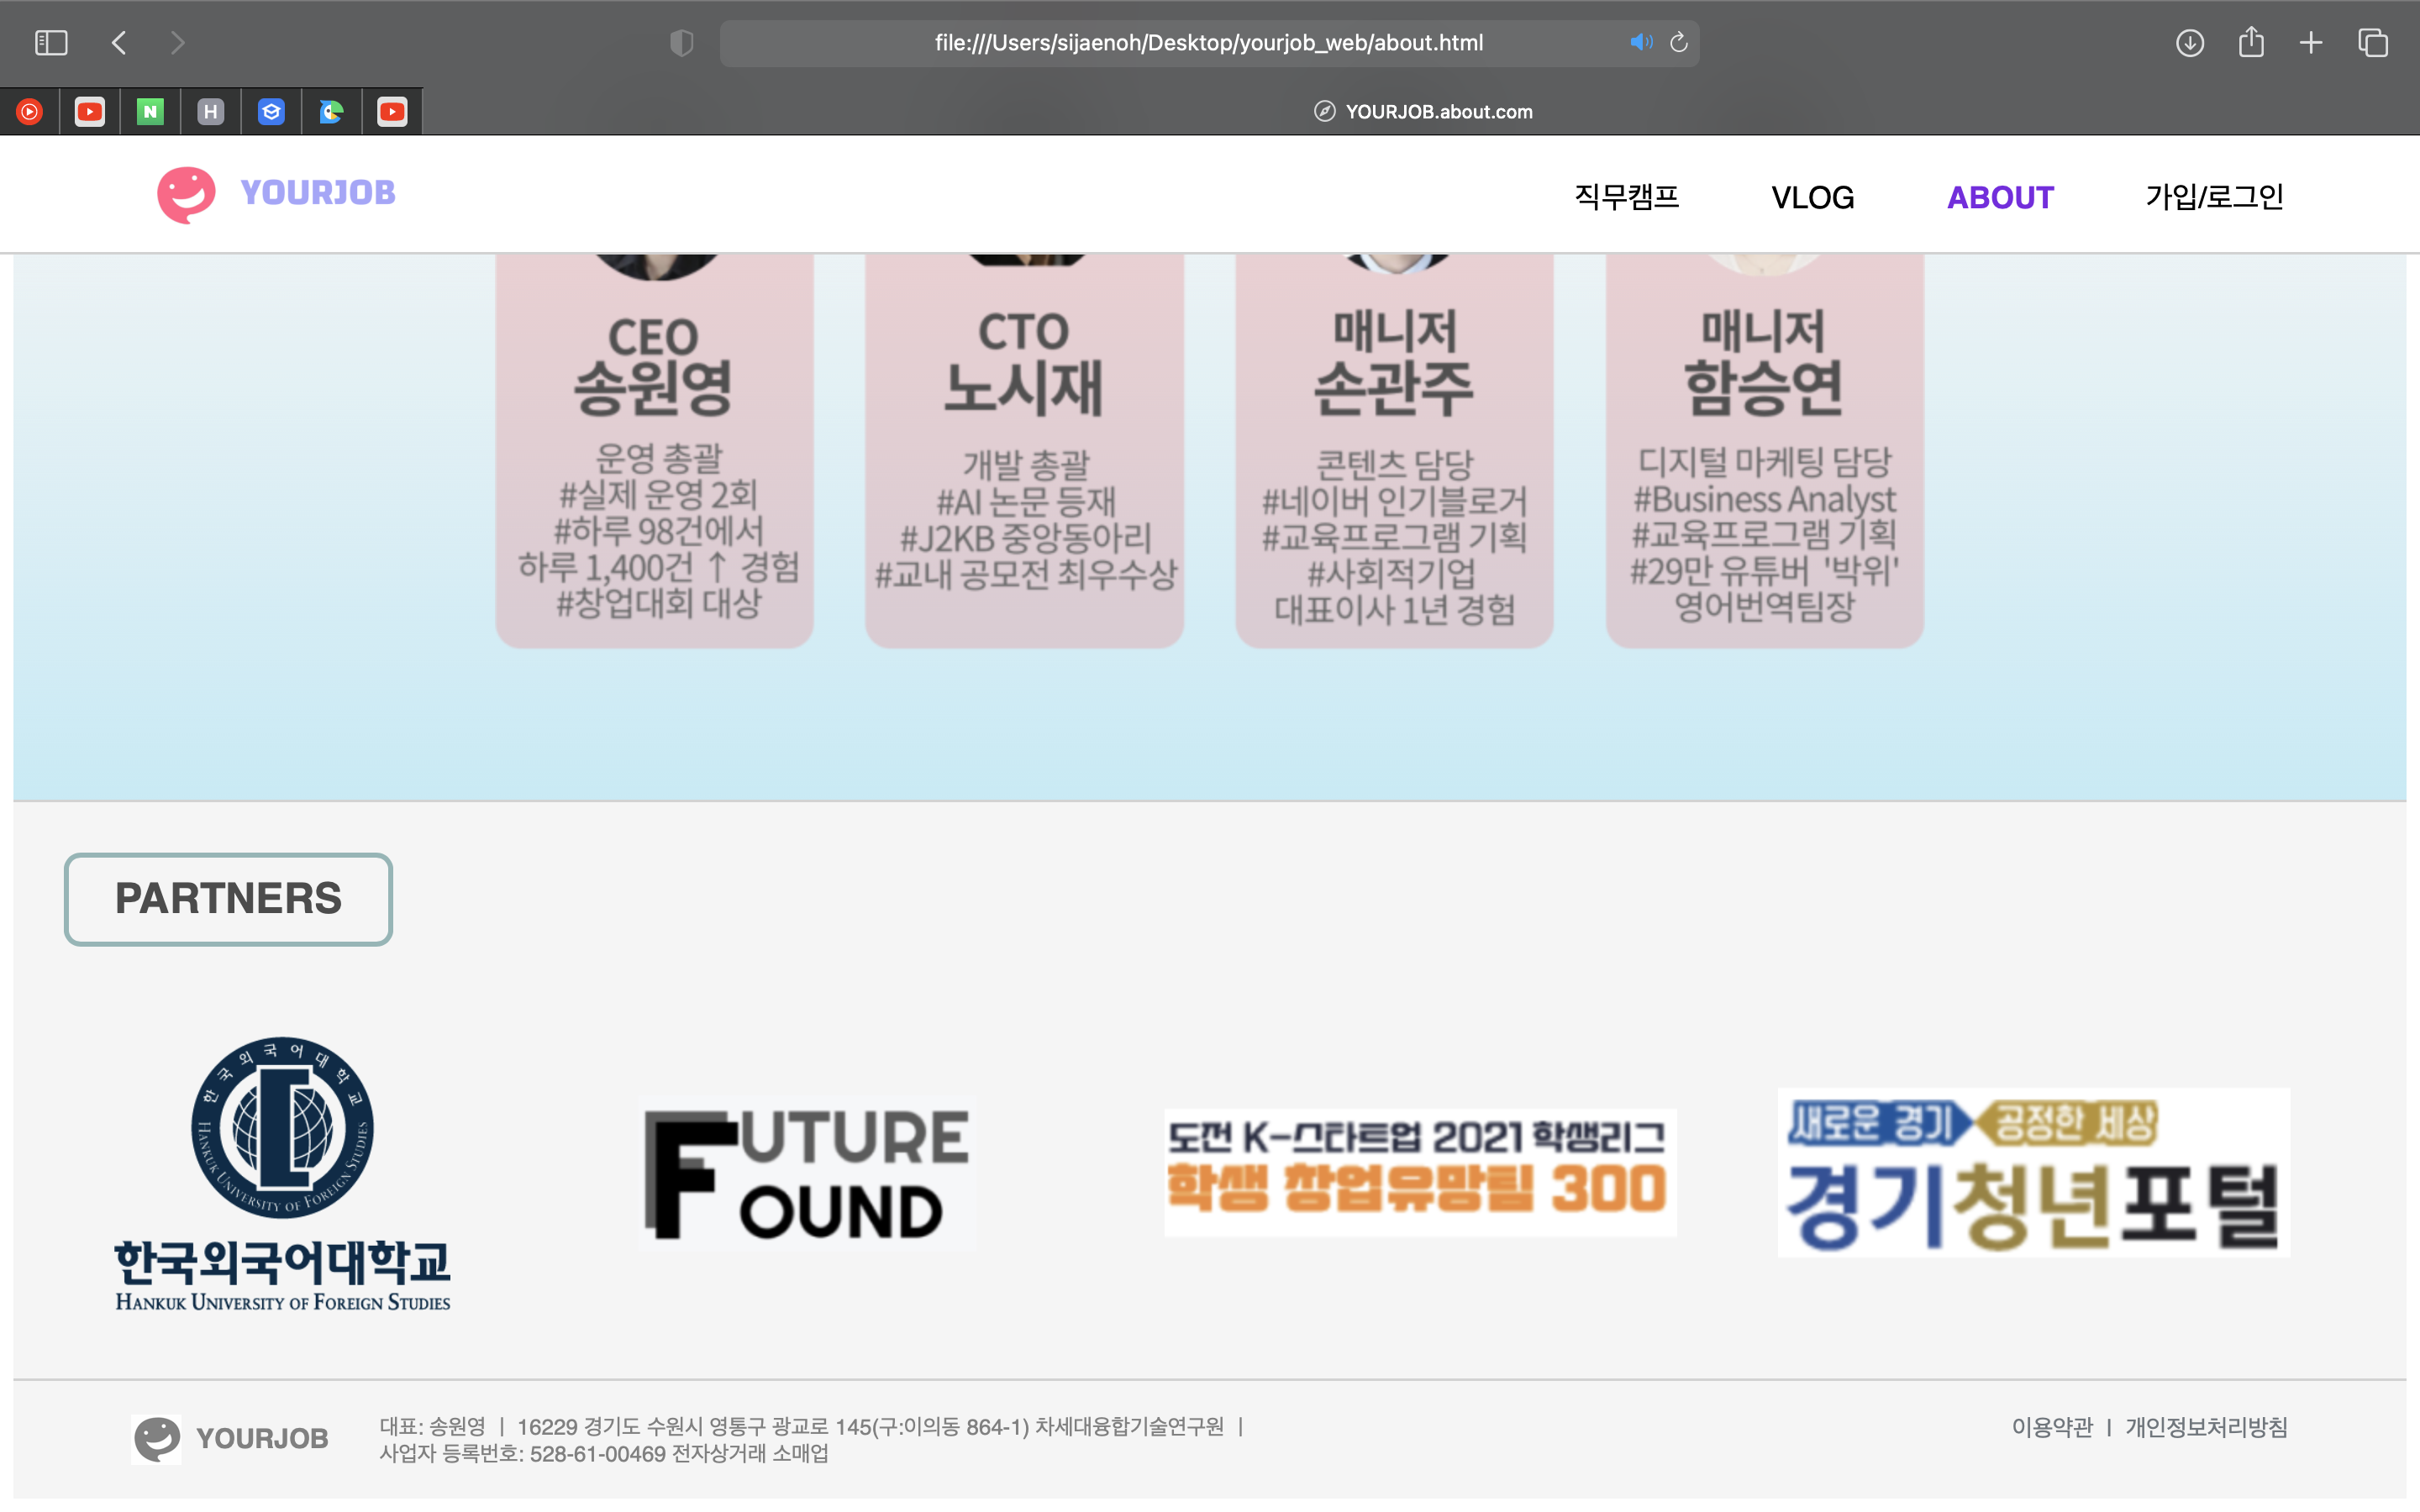 file:///Users/sijaenoh/Desktop/yourjob_web/about.html
N
H
YOURJOB.about.com
YOURJOB
직무캠프
VLOG
ABOUT
가입/로그인
CEO
송원영
운영 총괄
#실제 운영 2회
#하루 98건에서
하루 1,400건 ↑ 경험
#창업대회 대상
CTO
노시재
개발 총괄
#AI 논문 등재
#J2KB 중앙동아리
#교내 공모전 최우수상
매니저
손관주
콘텐츠 담당
#네이버 인기블로거
#교육프로그램 기획
#사회적기업
대표이사 1년 경험
매니저
함승연
디지털 마케팅 담당
#Business Analyst
#교육프로그램 기획
#29만 유튜버 '박위'
영어번역팀장
PARTNERS
한국외국어대학교
HANKUK UNIVERSITY OF FOREIGN STUDIES
한국외국어대학교
HANKUK UNIVERSITY OF FOREIGN STUDIES
FUTURE
FOUND
도전 K-스타트업 2021 학생리그
학생 창업유망팀 300
새로운 경기 공정한 세상
경기청년포털
YOURJOB
대표: 송원영 | 16229 경기도 수원시 영통구 광교로 145(구:이의동 864-1) 차세대융합기술연구원 |
사업자 등록번호: 528-61-00469 전자상거래 소매업
이용약관 | 개인정보처리방침